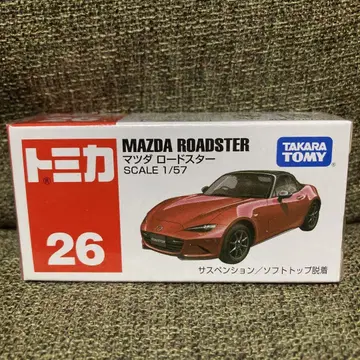 トミカ
26
MAZDA ROADSTER
マツダ ロードスター
SCALE 1/57
TAKARA
TOMY
サスペンション/ソフトトップ脱着